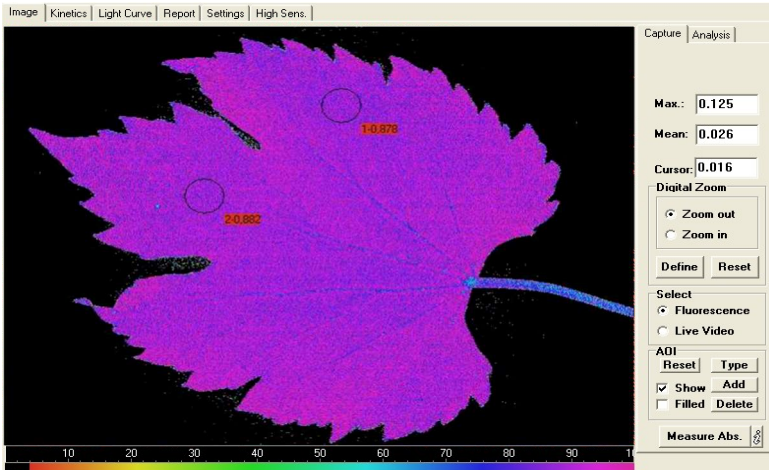 Image Kinetics Light Curve Report Settings High Sens.
Capture Analysis
Max.: 0.125
Mean: 0.026
Cursor: 0.016
Digital Zoom
Zoom out
Zoom in
Define Reset
Select
Fluorescence
Live Video
AOI
Reset Type
Show Add
Filled Delete
Measure Abs.
1-0,878
2-0,882
10 20 30 40 50 60 70 80 90